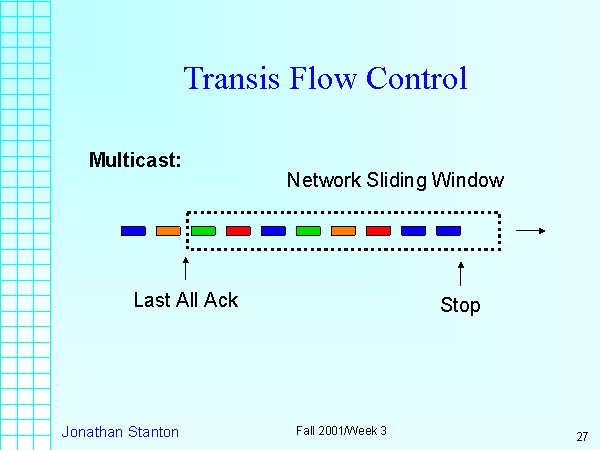 Transis Flow Control
Multicast:
Network Sliding Window
Last All Ack
Stop
Jonathan Stanton
Fall 2001/Week 3
27